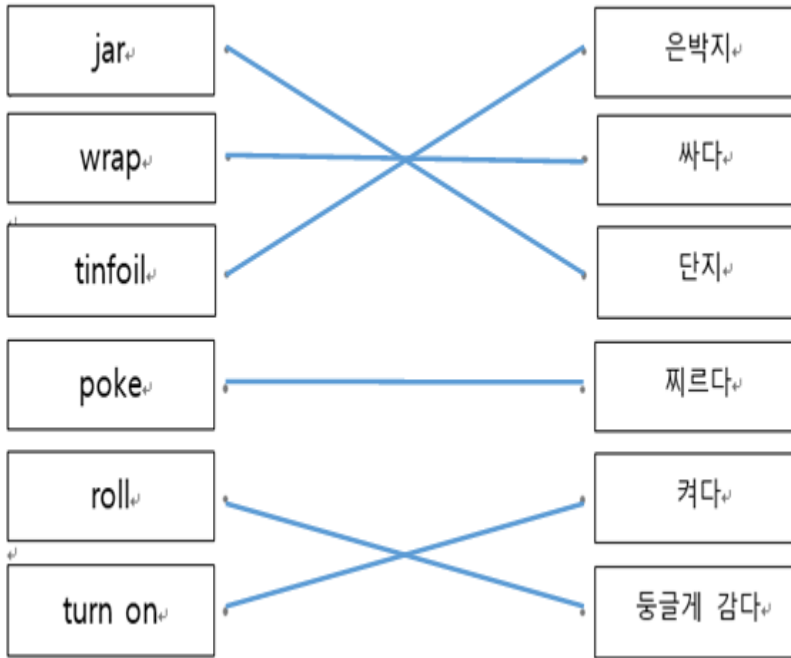 jar
은박지
wrap
싸다
tinfoil
단지
poke
찌르다
roll
켜다
turn on
둥글게 감다